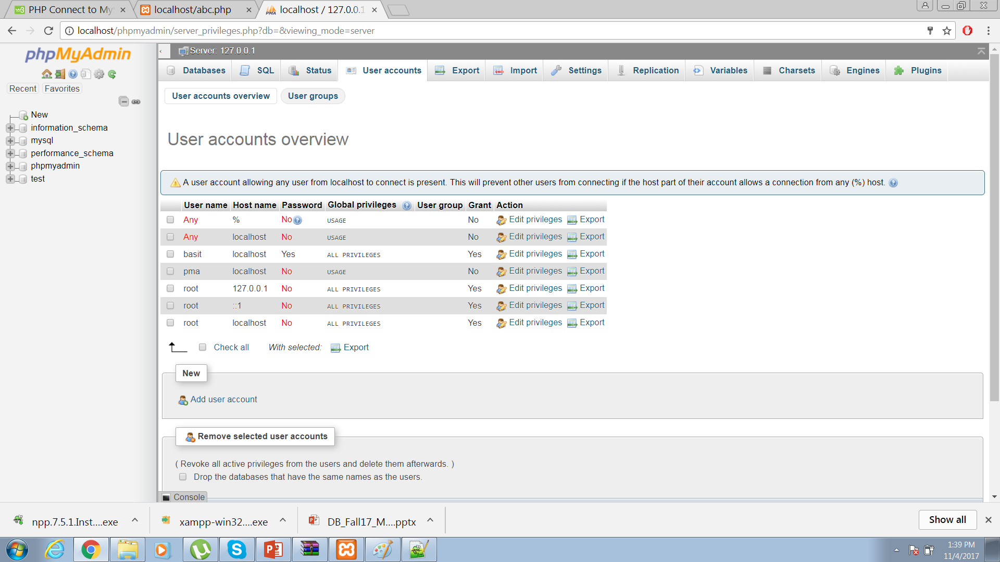 PHP Connect to My
localhost/abc.php
localhost / 127.0.0.1
localhost/phpmyadmin/server_privileges.php?db=&viewing_mode=server
phpMyAdmin
Recent
Favorites
New
information_schema
mysql
performance_schema
phpmyadmin
test
Server: 127.0.0.1
Databases
SQL
Status
User accounts
Export
Import
Settings
Replication
Variables
Charsets
Engines
Plugins
User accounts overview
User groups
User accounts overview
A user account allowing any user from localhost to connect is present. This will prevent other users from connecting if the host part of their account allows a connection from any (%) host.
User name Host name Password Global privileges User group Grant Action
Any % No USAGE No Edit privileges Export
Any localhost No USAGE No Edit privileges Export
basit localhost Yes ALL PRIVILEGES Yes Edit privileges Export
pma localhost No USAGE No Edit privileges Export
root 127.0.0.1 No ALL PRIVILEGES Yes Edit privileges Export
root ::1 No ALL PRIVILEGES Yes Edit privileges Export
root localhost No ALL PRIVILEGES Yes Edit privileges Export
Check all With selected: Export
New
Add user account
Remove selected user accounts
( Revoke all active privileges from the users and delete them afterwards. )
Drop the databases that have the same names as the users.
Console
npp.7.5.1.Inst....exe
xampp-win32....exe
DB_Fall17_M....pptx
Show all
1:39 PM
11/4/2017